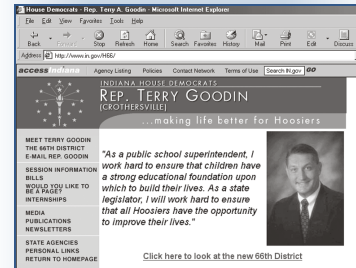 House Democrats - Rep. Terry A. Goodin - Microsoft Internet Explorer
File Edit View Favorites Tools Help
Back Forward Stop Refresh Home Search Favorites History Mail Print Edit Discuss
Address http://www.in.gov/H66/
accessIndiana Agency Listing Policies Contact Network Terms of Use Search IN.gov GO
INDIANA HOUSE DEMOCRATS
REP. TERRY GOODIN
(CROTHERSVILLE)
...making life better for Hoosiers
MEET TERRY GOODIN
THE 66TH DISTRICT
E-MAIL REP. GOODIN
SESSION INFORMATION
BILLS
WOULD YOU LIKE TO
BE A PAGE?
INTERNSHIPS
MEDIA
PUBLICATIONS
NEWSLETTERS
STATE AGENCIES
PERSONAL LINKS
RETURN TO HOMEPAGE
"As a public school superintendent, I
work hard to ensure that children have
a strong educational foundation upon
which to build their lives. As a state
legislator, I will work hard to ensure
that all Hoosiers have the opportunity
to improve their lives."
Click here to look at the new 66th District